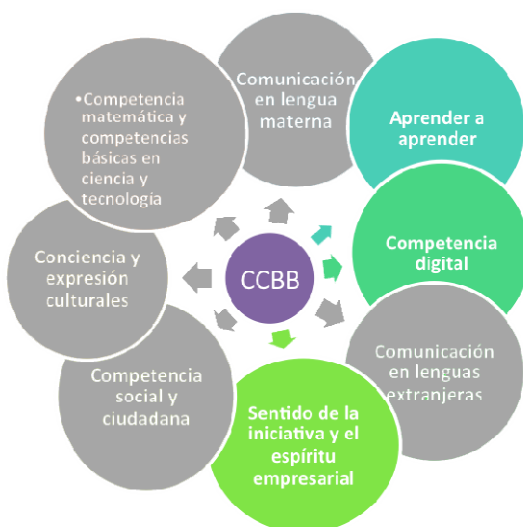 Comunicación
en lengua
materna
Aprender a
aprender
Competencia
digital
Comunicación
en lenguas
extranjeras
Sentido de la
iniciativa y el
espíritu
empresarial
Competencia
social y
ciudadana
Conciencia y
expresión
culturales
•Competencia
matemática y
competencias
básicas en
ciencia y
tecnología
CCBB